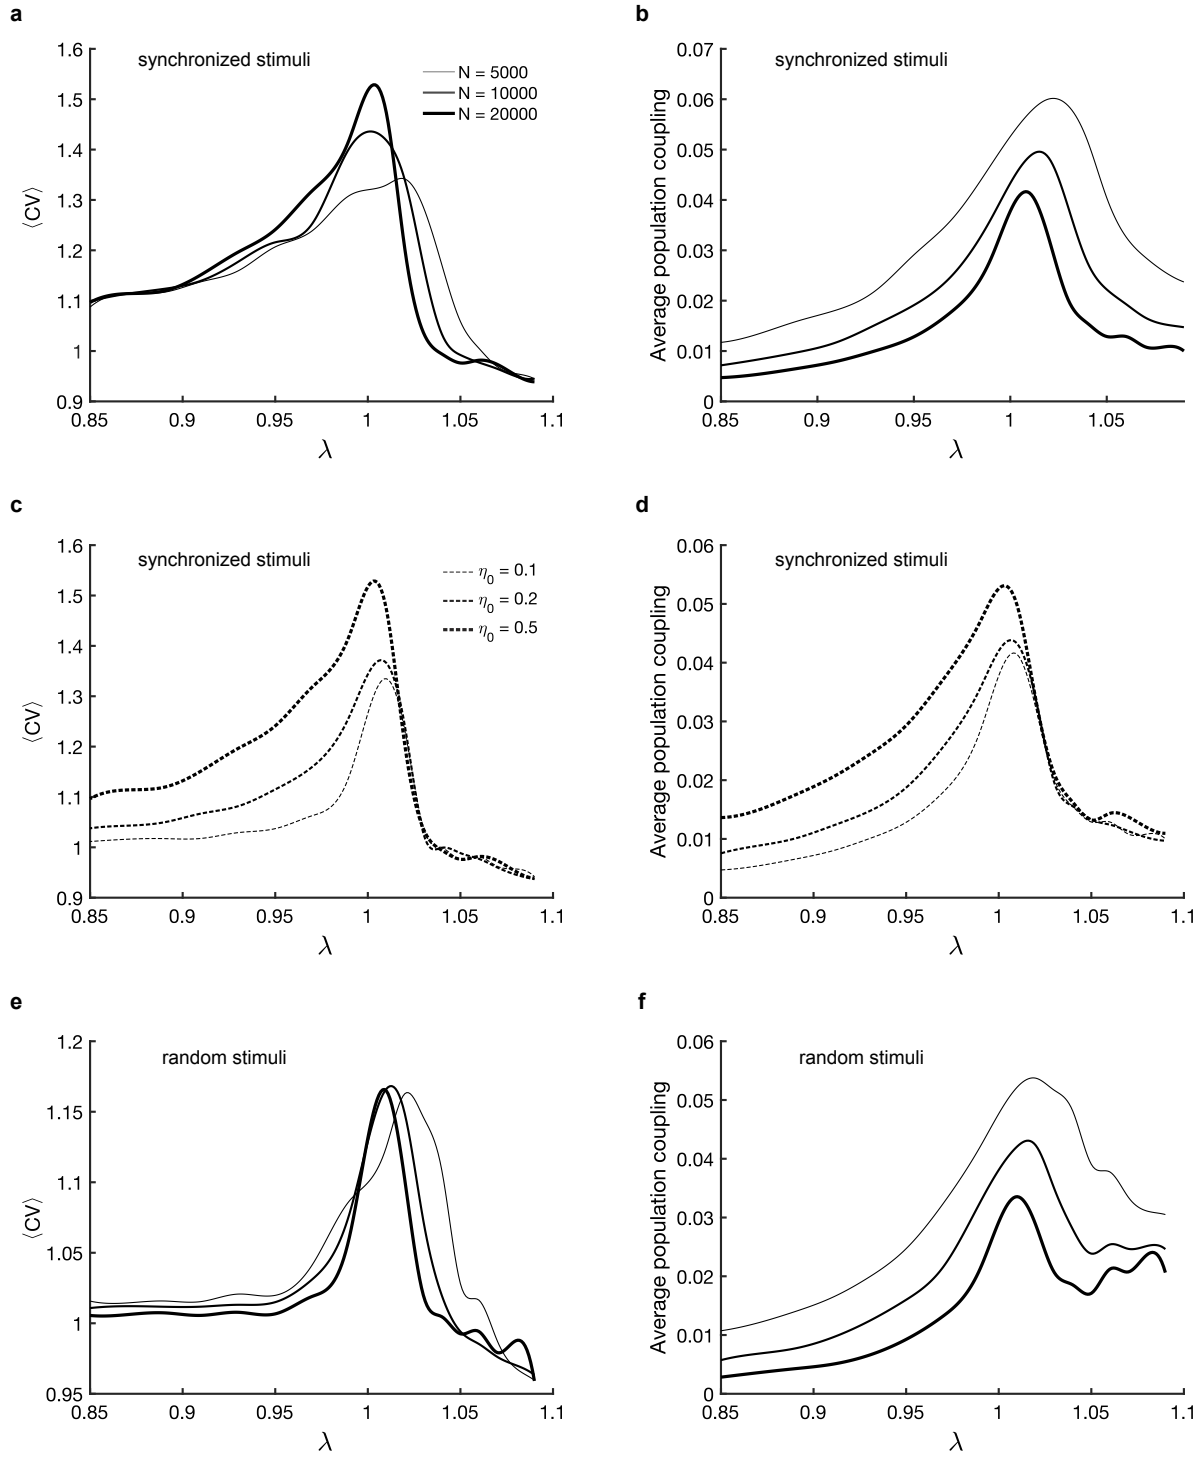 a
synchronized stimuli
N = 5000
N = 10000
N = 20000
1.6
1.5
1.4
1.3
1.2
1.1
1
0.9
⟨CV⟩
0.85 0.9 0.95 1 1.05 1.1
λ
b
synchronized stimuli
0.07
0.06
0.05
0.04
0.03
0.02
0.01
0
Average population coupling
0.85 0.9 0.95 1 1.05
λ
c
synchronized stimuli
η0 = 0.1
η0 = 0.2
η0 = 0.5
1.6
1.5
1.4
1.3
1.2
1.1
1
0.9
⟨CV⟩
0.85 0.9 0.95 1 1.05 1.1
λ
d
synchronized stimuli
0.06
0.05
0.04
0.03
0.02
0.01
0
Average population coupling
0.85 0.9 0.95 1 1.05 1.1
λ
e
random stimuli
1.2
1.15
1.1
1.05
1
0.95
⟨CV⟩
0.85 0.9 0.95 1 1.05 1.1
λ
f
random stimuli
0.06
0.05
0.04
0.03
0.02
0.01
0
Average population coupling
0.85 0.9 0.95 1 1.05 1.1
λ